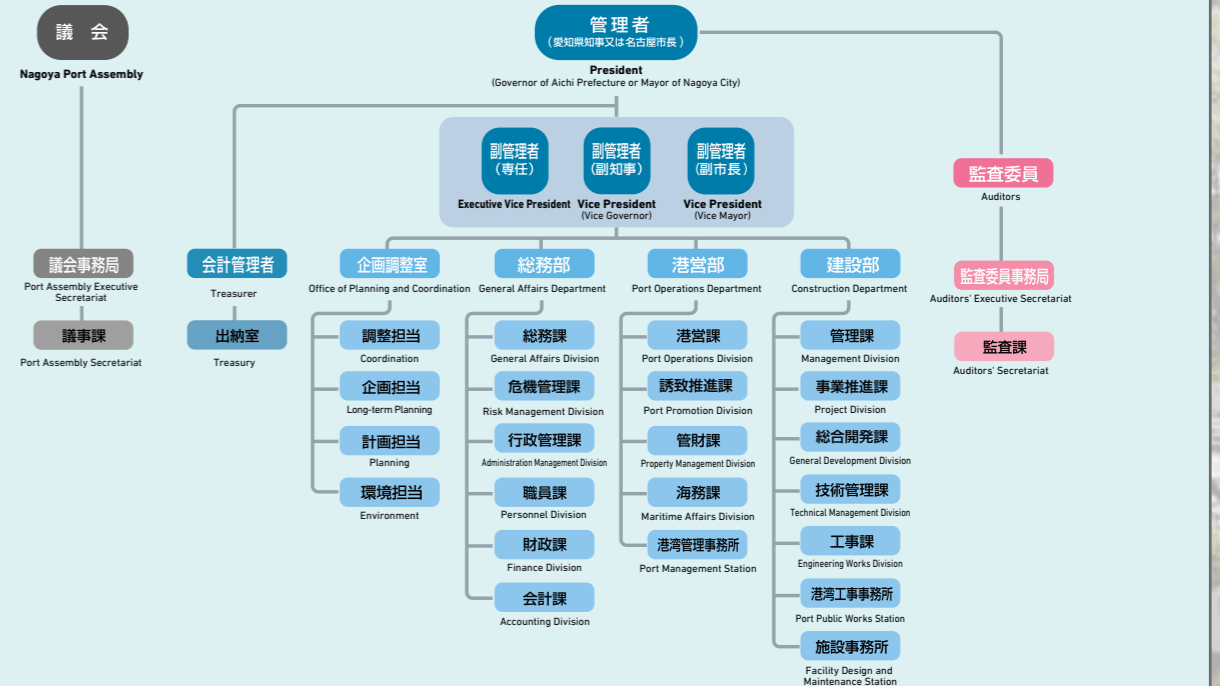 議 会
Nagoya Port Assembly
管理者
（愛知県知事又は名古屋市長）
President
(Governor of Aichi Prefecture or Mayor of Nagoya City)
副管理者
（専任）
Executive Vice President
副管理者
（副知事）
Vice President
(Vice Governor)
副管理者
（副市長）
Vice President
(Vice Mayor)
監査委員
Auditors
議会事務局
Port Assembly Executive
Secretariat
議事課
Port Assembly Secretariat
会計管理者
Treasurer
出納室
Treasury
企画調整室
Office of Planning and Coordination
調整担当
Coordination
企画担当
Long-term Planning
計画担当
Planning
環境担当
Environment
総務部
General Affairs Department
総務課
General Affairs Division
危機管理課
Risk Management Division
行政管理課
Administration Management Division
職員課
Personnel Division
財政課
Finance Division
会計課
Accounting Division
港営部
Port Operations Department
港営課
Port Operations Division
誘致推進課
Port Promotion Division
管財課
Property Management Division
海務課
Maritime Affairs Division
港湾管理事務所
Port Management Station
建設部
Construction Department
管理課
Management Division
事業推進課
Project Division
総合開発課
General Development Division
技術管理課
Technical Management Division
工事課
Engineering Works Division
港湾工事事務所
Port Public Works Station
施設事務所
Facility Design and
Maintenance Station
監査委員事務局
Auditors' Executive Secretariat
監査課
Auditors' Secretariat